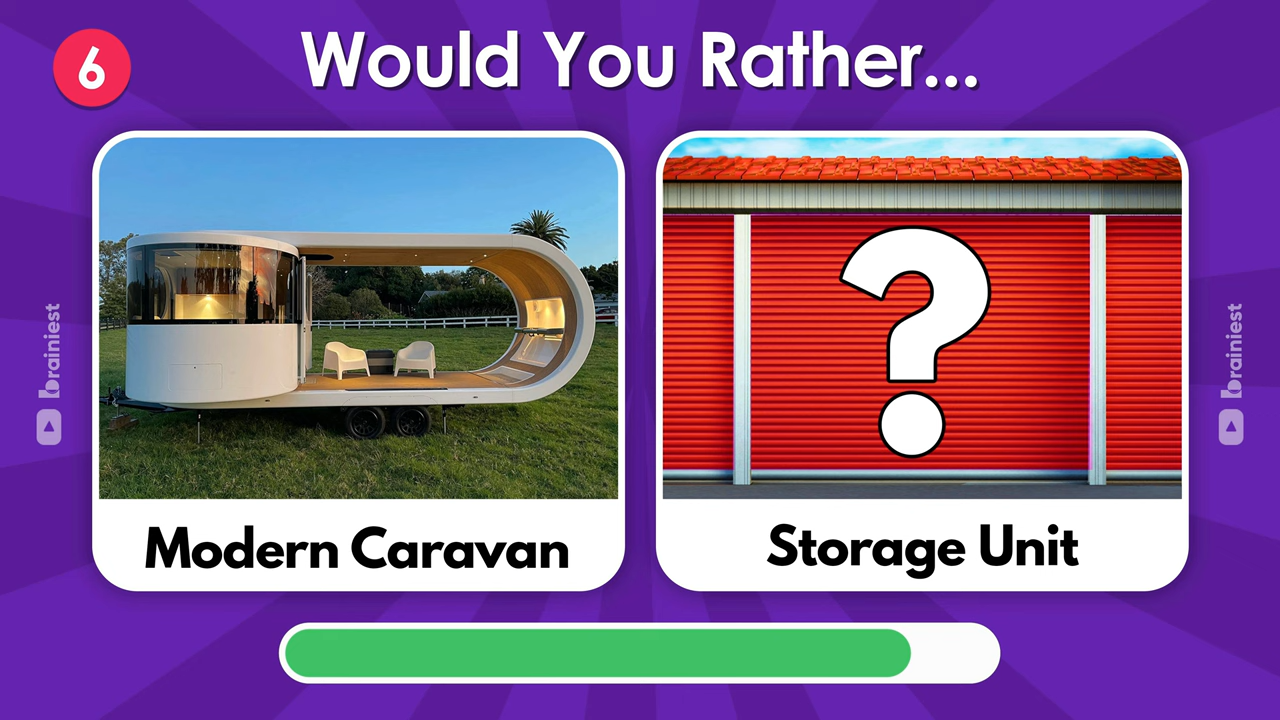 6
Would You Rather...
brainiest
?
brainiest
Modern Caravan
Storage Unit